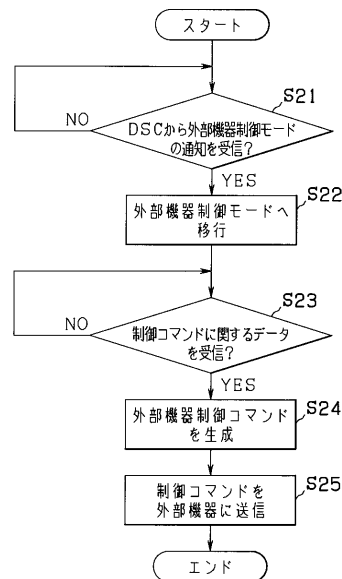 スタート
S21
DSCから外部機器制御モード
の通知を受信?
NO
YES
S22
外部機器制御モードへ
移行
S23
制御コマンドに関するデータ
を受信?
NO
YES
S24
外部機器制御コマンド
を生成
S25
制御コマンドを
外部機器に送信
エンド